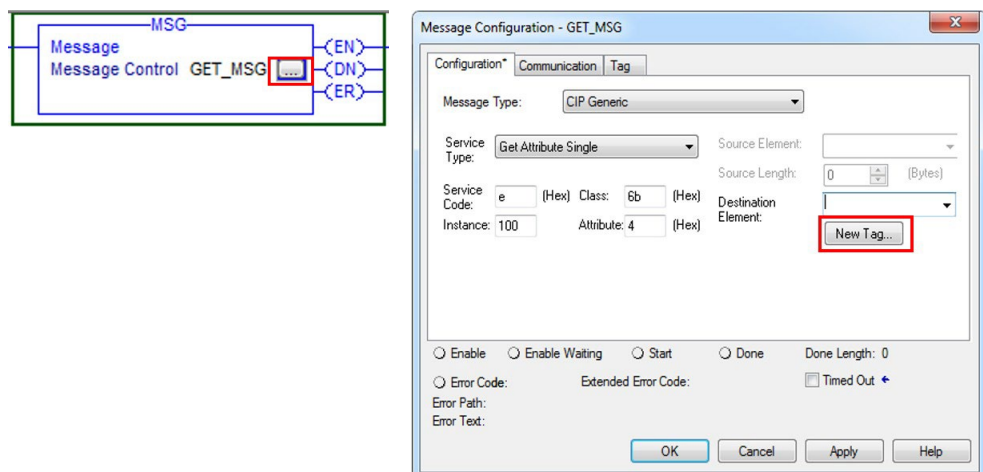 MSG
Message
Message Control GET_MSG ...
(EN)
(DN)
(ER)
Message Configuration - GET_MSG
Configuration* Communication Tag
Message Type: CIP Generic
Service Type: Get Attribute Single
Source Element:
Source Length: 0 (Bytes)
Service Code: e (Hex) Class: 6b (Hex)
Destination Element:
Instance: 100 Attribute: 4 (Hex)
New Tag...
Enable Enable Waiting Start Done Done Length: 0
Error Code: Extended Error Code: Timed Out
Error Path:
Error Text:
OK Cancel Apply Help